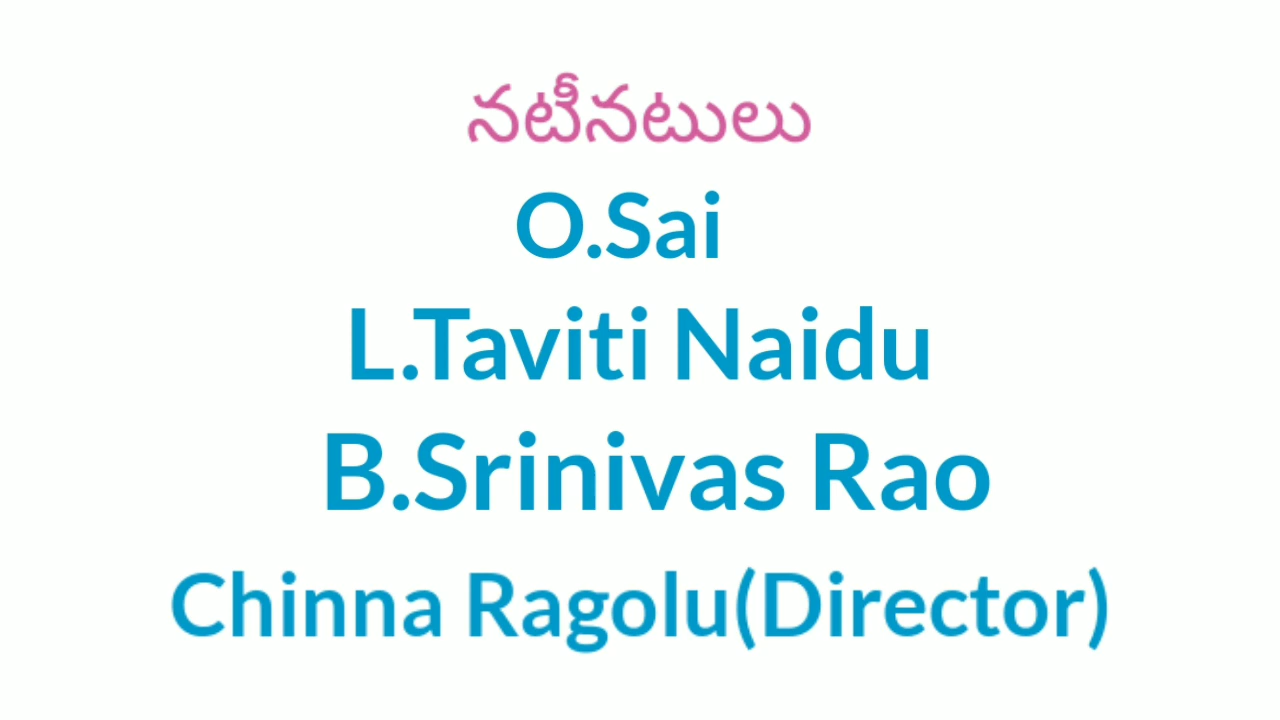 నటీనటులు
O.Sai
L.Taviti Naidu
B.Srinivas Rao
Chinna Ragolu(Director)